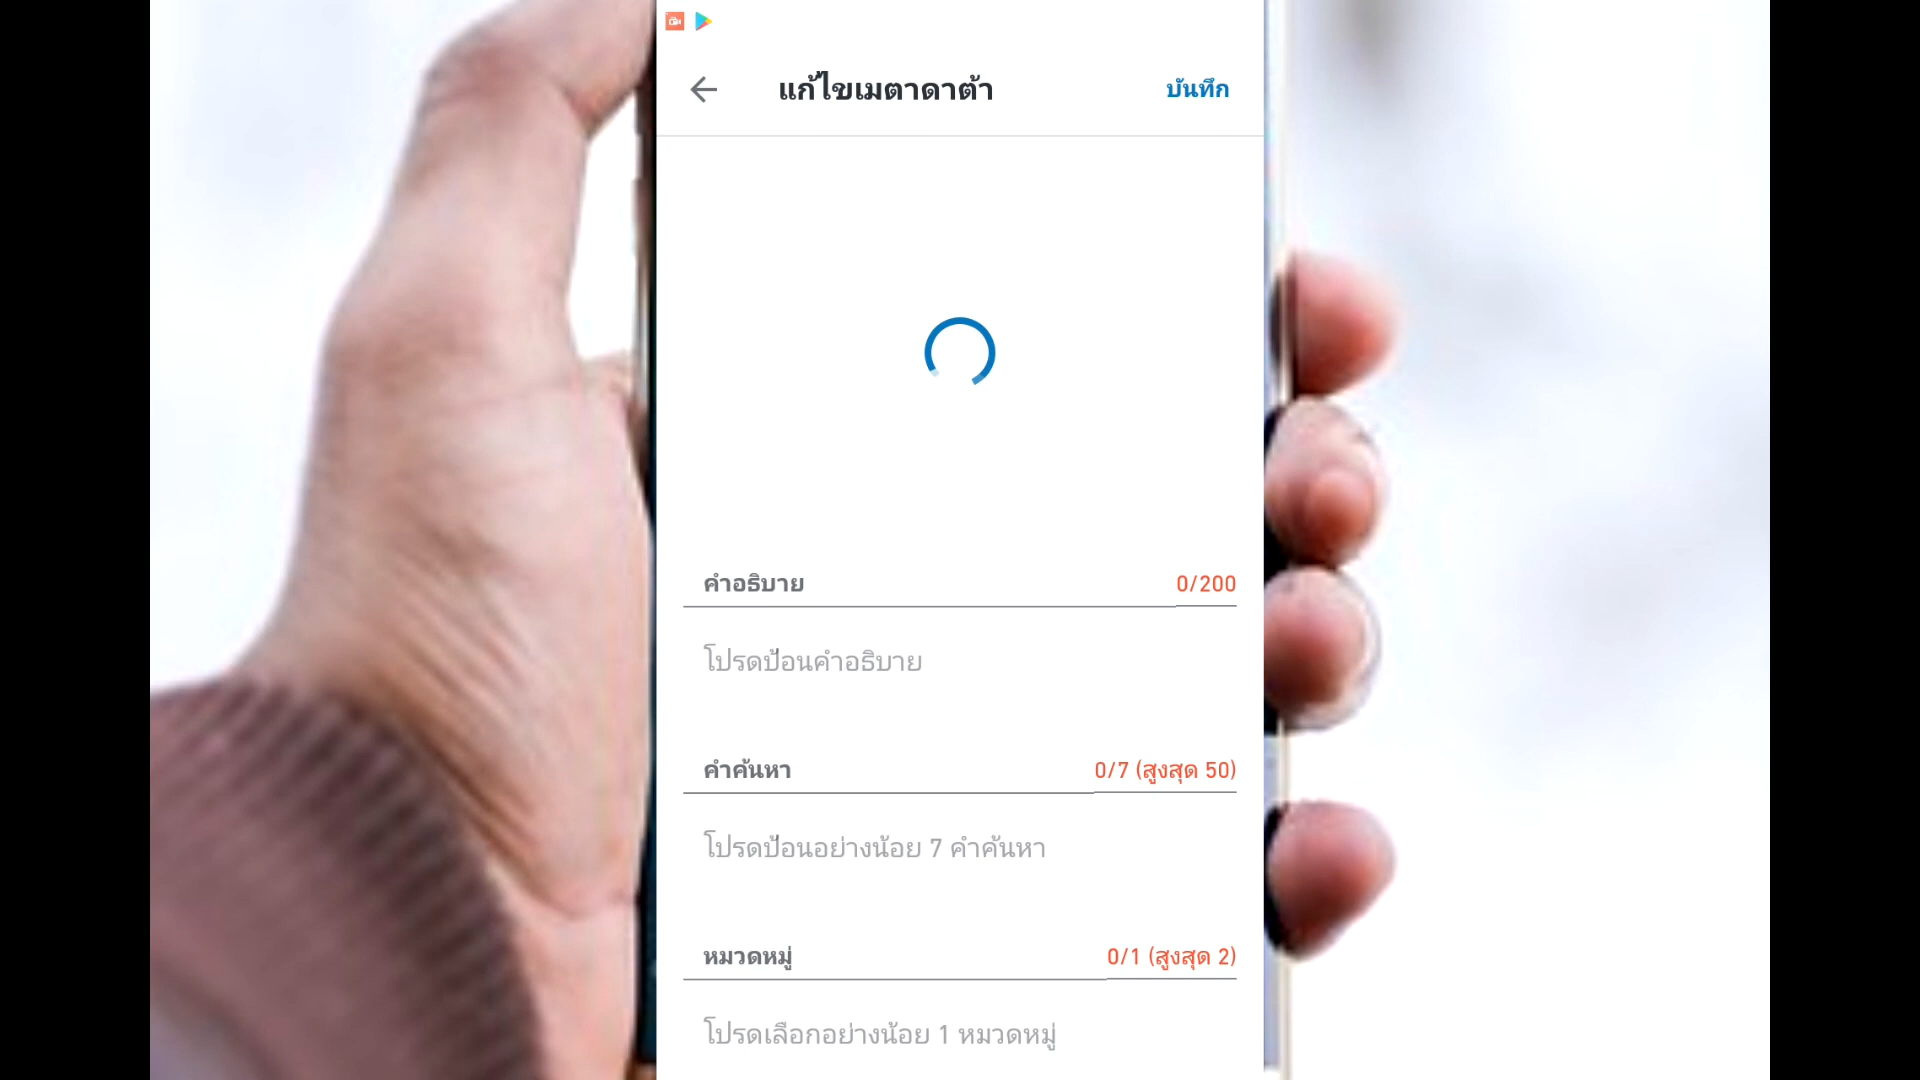 แก้ไขเมตาดาต้า
บันทึก
คำอธิบาย
0/200
โปรดป้อนคำอธิบาย
คำค้นหา
0/7 (สูงสุด 50)
โปรดป้อนอย่างน้อย 7 คำค้นหา
หมวดหมู่
0/1 (สูงสุด 2)
โปรดเลือกอย่างน้อย 1 หมวดหมู่